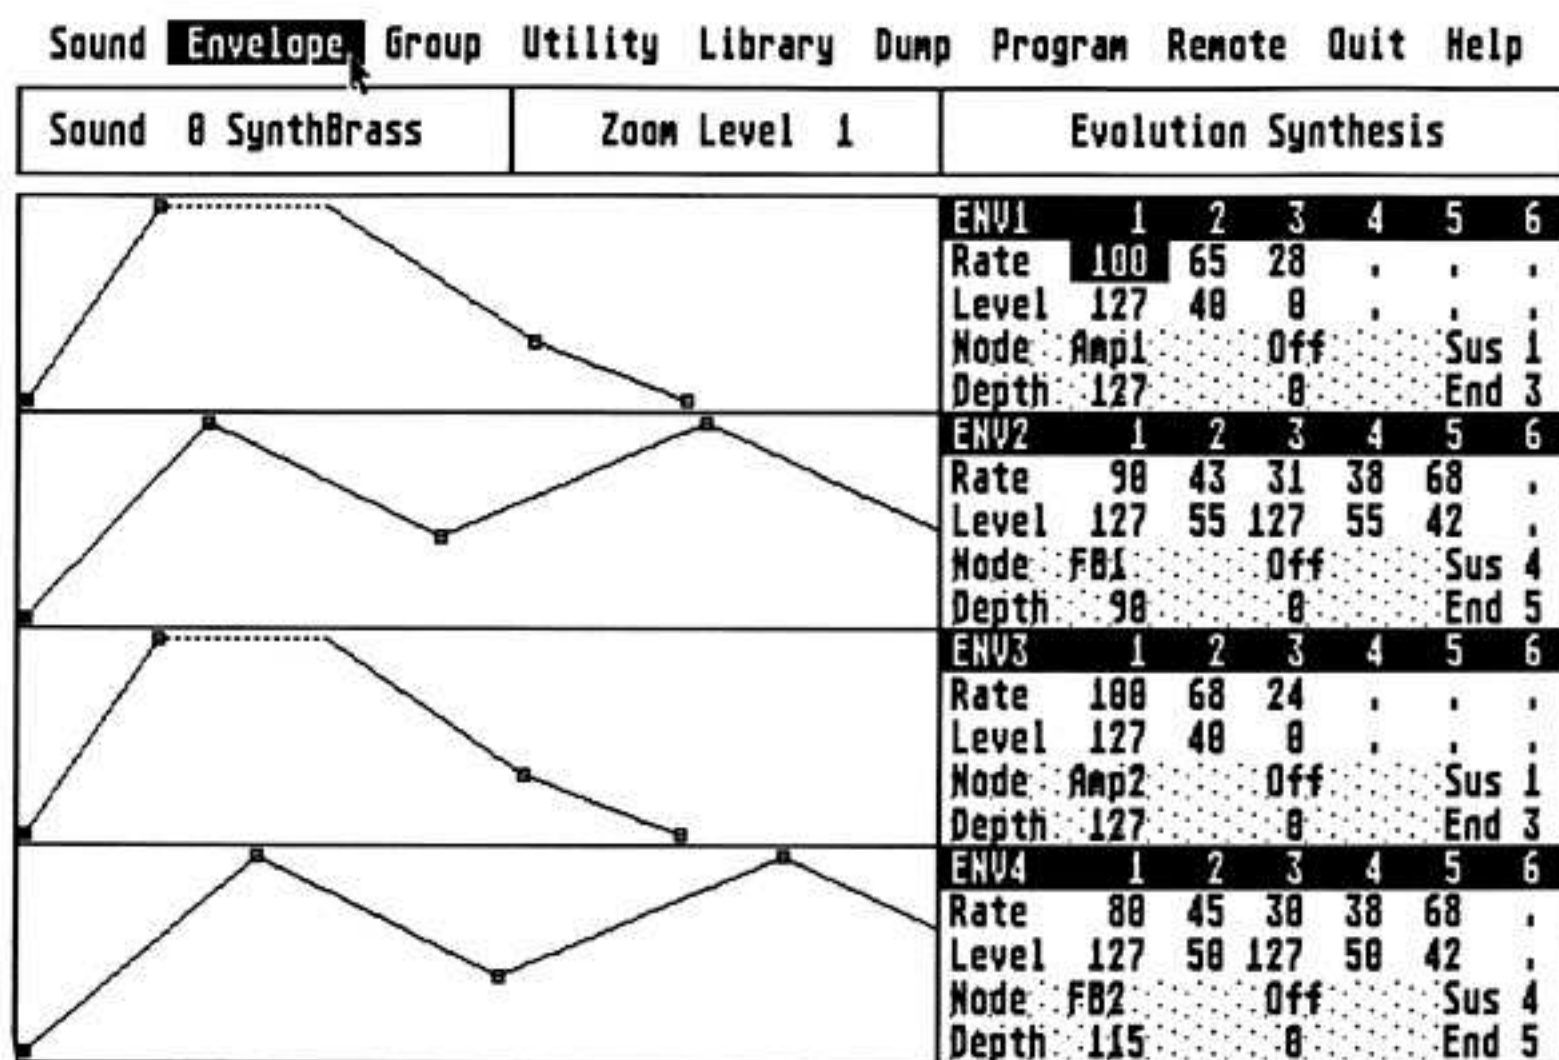 Sound Envelope Group Utility Library Dump Program Remote Quit Help
Sound 0 SynthBrass Zoom Level 1 Evolution Synthesis
ENV1 1 2 3 4 5 6
Rate 100 65 28 . . .
Level 127 40 0 . . .
Node Amp1 Off Sus 1
Depth 127 0 End 3
ENV2 1 2 3 4 5 6
Rate 90 43 31 38 68 .
Level 127 55 127 55 42 .
Node FB1 Off Sus 4
Depth 90 0 End 5
ENV3 1 2 3 4 5 6
Rate 100 68 24 . . .
Level 127 40 0 . . .
Node Amp2 Off Sus 1
Depth 127 0 End 3
ENV4 1 2 3 4 5 6
Rate 80 45 30 38 68 .
Level 127 50 127 50 42 .
Node FB2 Off Sus 4
Depth 115 0 End 5